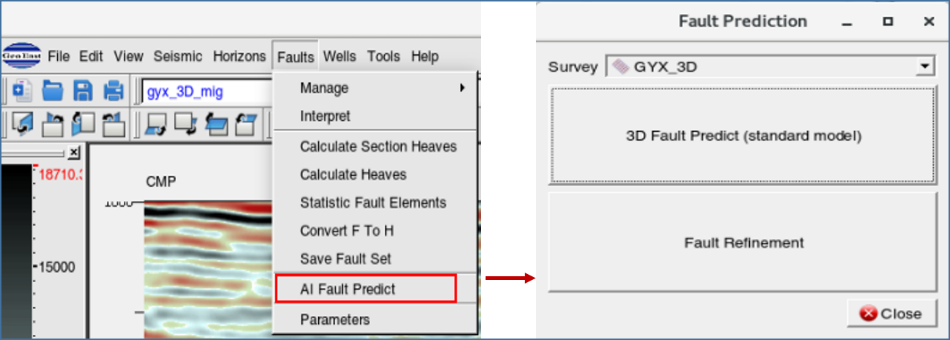 GeoEast File Edit View Seismic Horizons Faults Wells Tools Help
gyx_3D_mig
18710.
15000
CMP
1000
Manage
Interpret
Calculate Section Heaves
Calculate Heaves
Statistic Fault Elements
Convert F To H
Save Fault Set
AI Fault Predict
Parameters
Fault Prediction
Survey GYX_3D
3D Fault Predict (standard model)
Fault Refinement
Close